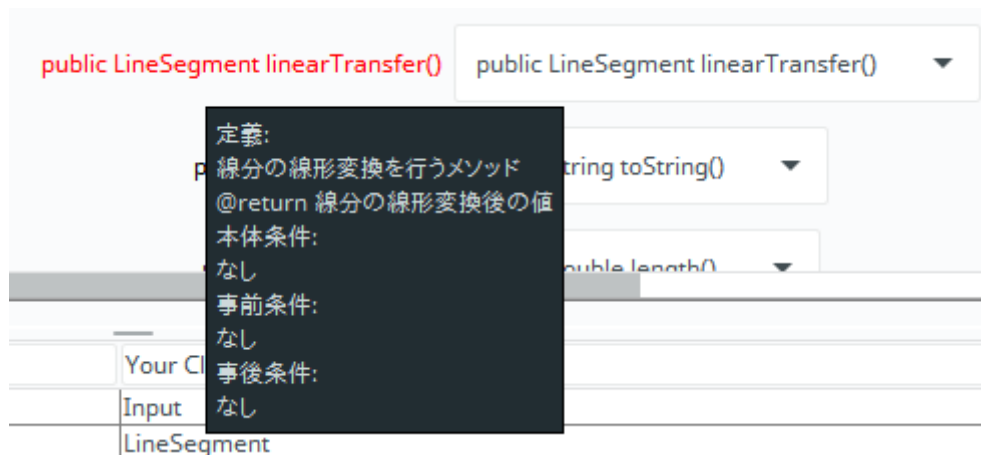 public LineSegment linearTransfer() public LineSegment linearTransfer()
定義:
線分の線形変換を行うメソッド
@return 線分の線形変換後の値
本体条件:
なし
事前条件:
なし
事後条件:
なし
tring toString()
ouble length()
Your Cl
Input
LineSegment